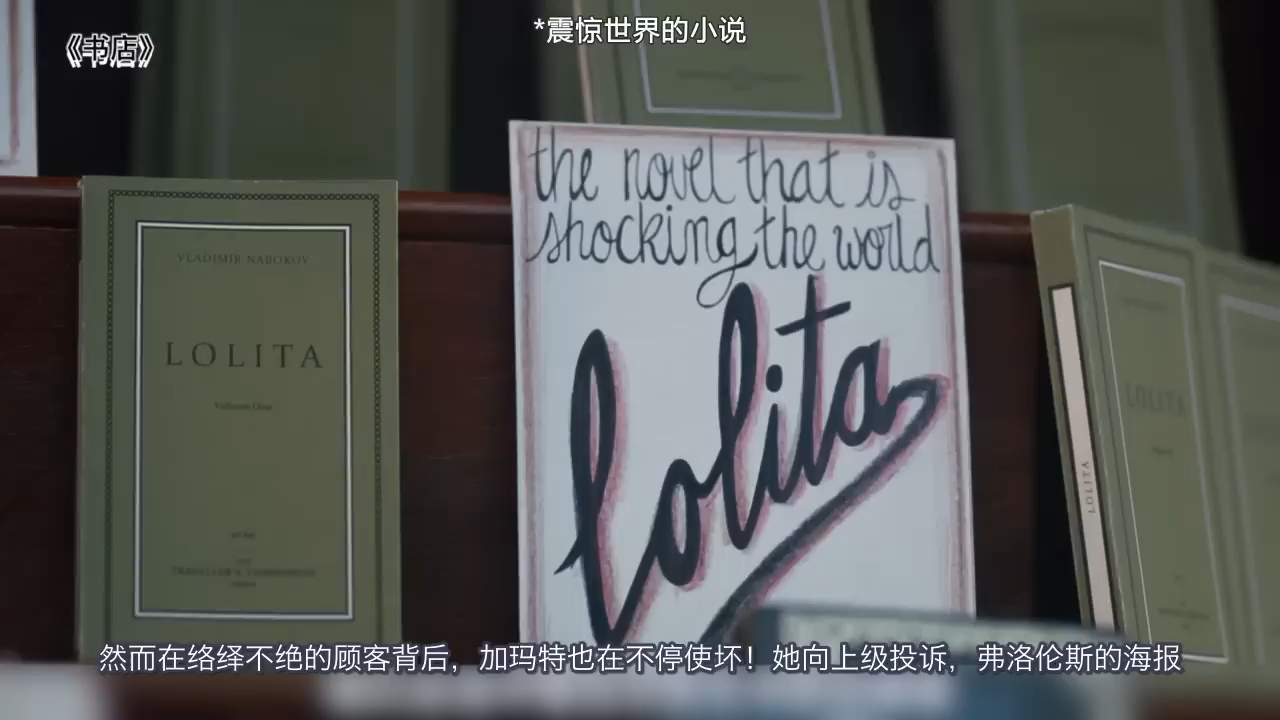 *震惊世界的小说
《书店》
the novel that is
shocking the world
lolita
VLADIMIR NABOKOV
LOLITA
Volume One
LOLITA
LOLITA
然而在络绎不绝的顾客背后，加玛特也在不停使坏！她向上级投诉，弗洛伦斯的海报